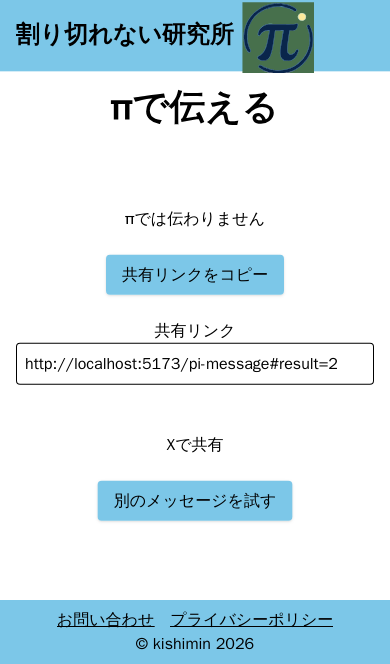 割り切れない研究所
πで伝える
πでは伝わりません
共有リンクをコピー
共有リンク
http://localhost:5173/pi-message#result=2
Xで共有
別のメッセージを試す
お問い合わせ プライバシーポリシー
© kishimin 2026